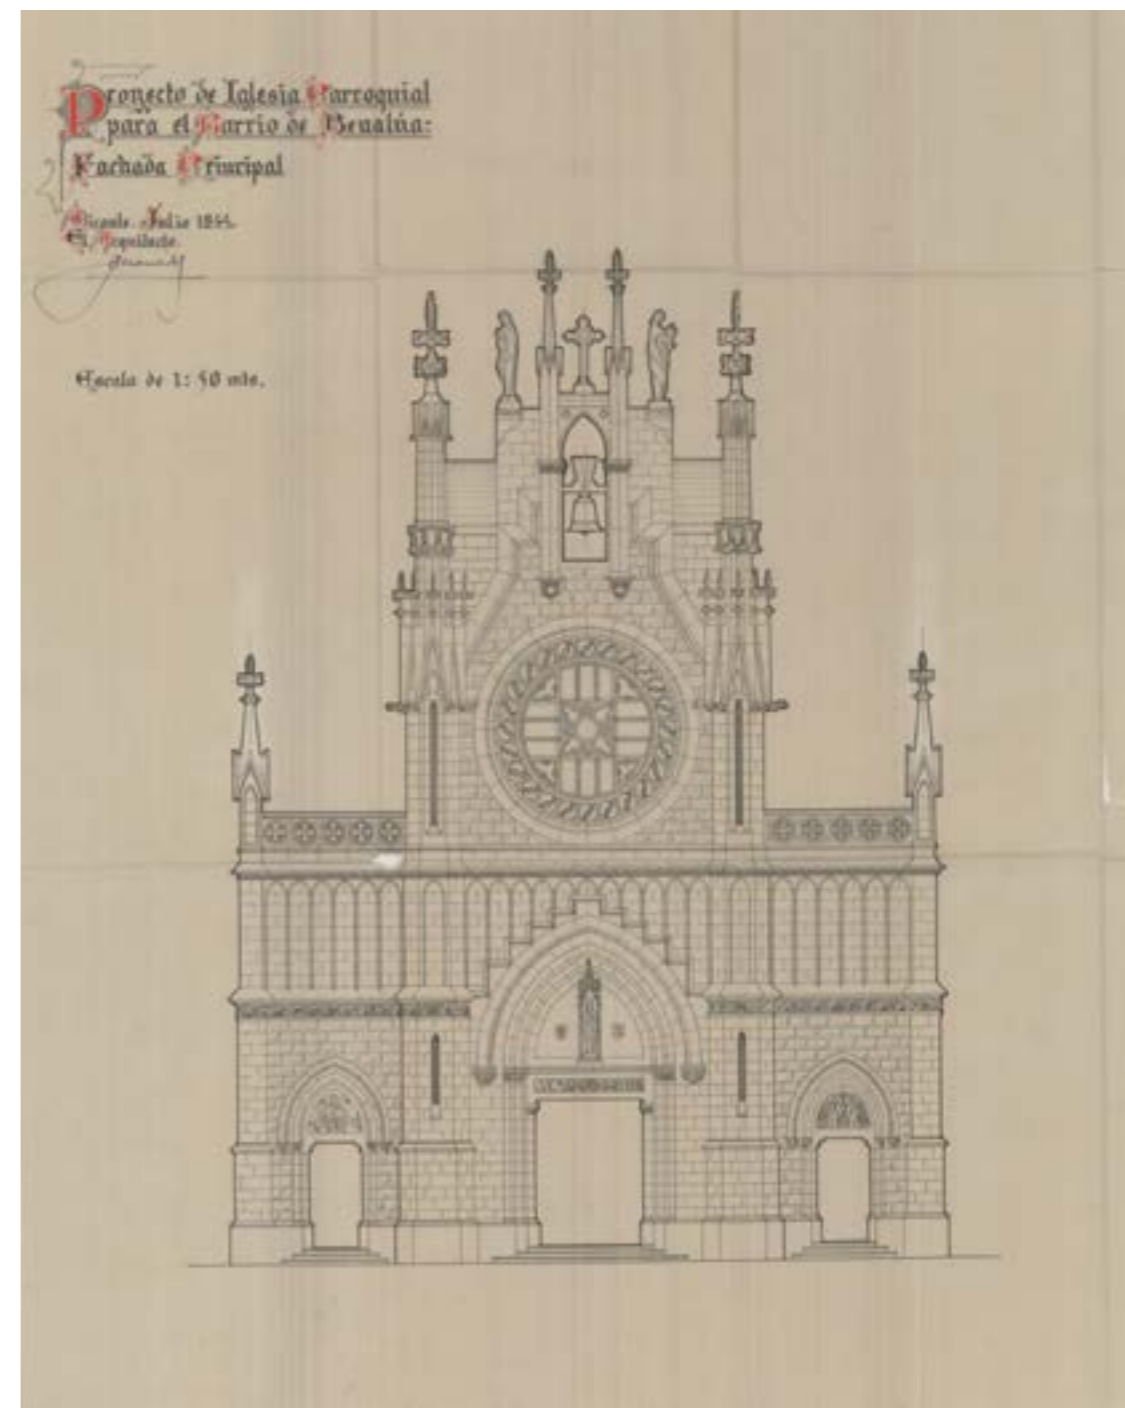 Proyecto de Iglesia Parroquial
para el Barrio de Benalúa:
Fachada Principal
Alicante. Julio 1944.
El Arquitecto.
Escala de 1: 50 mts.